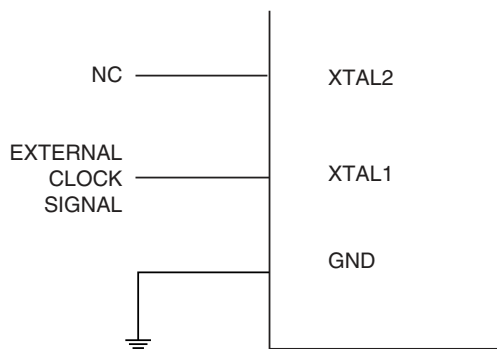 NC
XTAL2
EXTERNAL
CLOCK
SIGNAL
XTAL1
GND